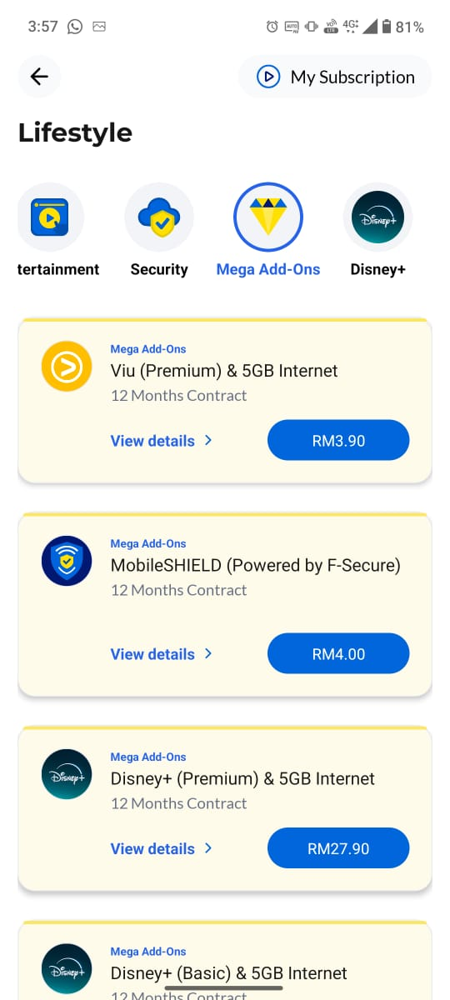 3:57
4G
81%
My Subscription
Lifestyle
Disney+
tertainment
Security
Mega Add-Ons
Disney+
Mega Add-Ons
Viu (Premium) & 5GB Internet
12 Months Contract
View details
RM3.90
Mega Add-Ons
MobileSHIELD (Powered by F-Secure)
12 Months Contract
View details
RM4.00
Mega Add-Ons
Disney+
Disney+ (Premium) & 5GB Internet
12 Months Contract
View details
RM27.90
Mega Add-Ons
Disney+
Disney+ (Basic) & 5GB Internet
12 Months Contract